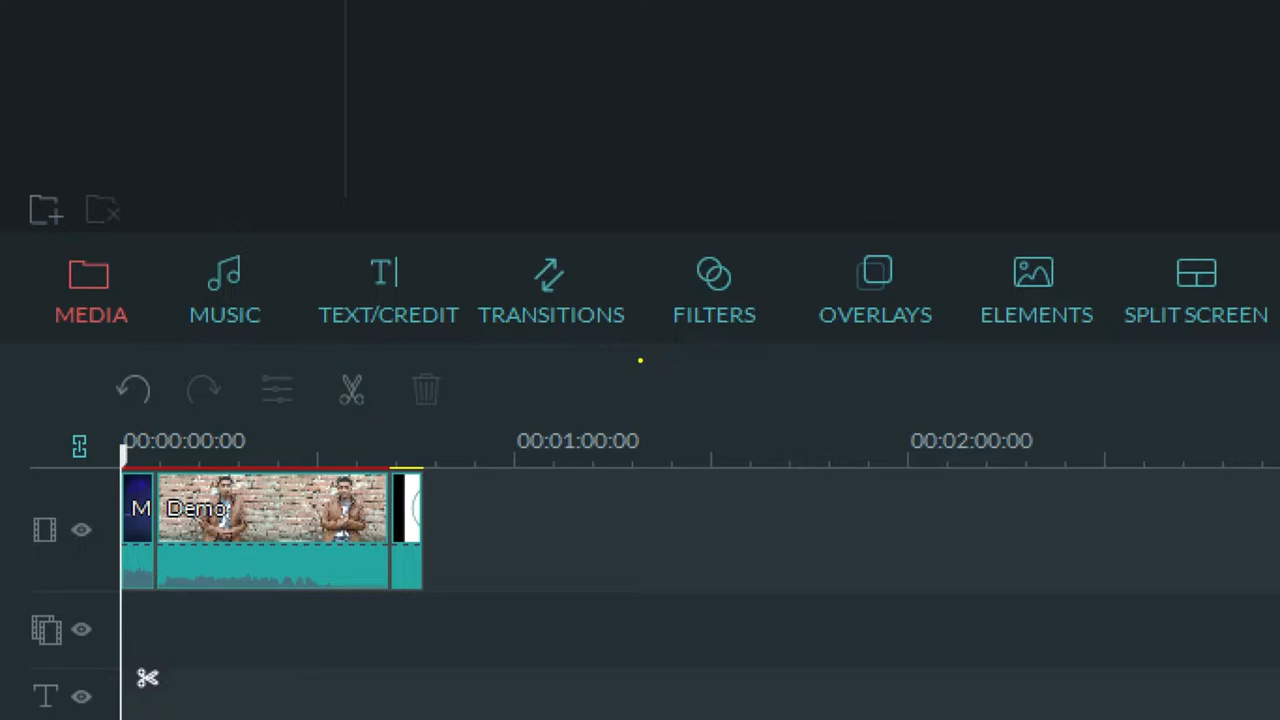 MEDIA MUSIC TEXT/CREDIT TRANSITIONS FILTERS OVERLAYS ELEMENTS SPLIT SCREEN
00:00:00:00 00:01:00:00 00:02:00:00
M Demo